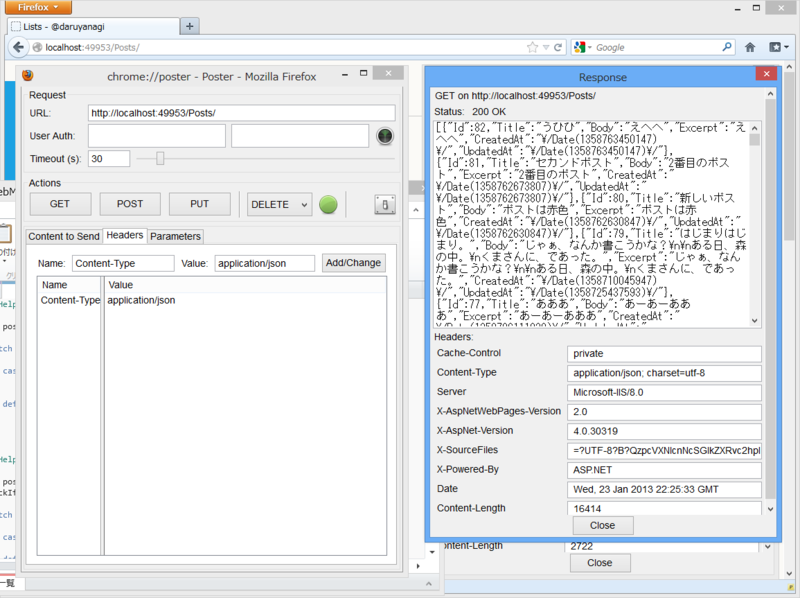 Firefox
Lists - @daruyanagi
localhost:49953/Posts/
Google
chrome://poster - Poster - Mozilla Firefox
Request
URL:
http://localhost:49953/Posts/
User Auth:
Timeout (s):
30
Actions
GET
POST
PUT
DELETE
Content to Send
Headers
Parameters
Name:
Content-Type
Value:
application/json
Add/Change
Name
Value
Content-Type
application/json
Response
GET on http://localhost:49953/Posts/
Status: 200 OK
[{"Id":82,"Title":"うひひ","Body":"えへへ","Excerpt":"え
へへ","CreatedAt":"¥/Date(1358763450147)
¥/","UpdatedAt":"¥/Date(1358763450147)¥/"},
{"Id":81,"Title":"セカンドポスト","Body":"2番目のポス
ト","Excerpt":"2番目のポスト","CreatedAt":"
¥/Date(1358762673807)¥/","UpdatedAt":"
¥/Date(1358762673807)¥/"},{"Id":80,"Title":"新しいポス
ト","Body":"ポストは赤色","Excerpt":"ポストは赤
色","CreatedAt":"¥/Date(1358762630847)¥/","UpdatedAt":"
¥/Date(1358762630847)¥/"},{"Id":79,"Title":"はじまりはじ
まり。","Body":"じゃぁ、なんか書こうかな？¥n¥nある日、森
の中。¥nくまさんに、であった。","Excerpt":"じゃぁ、なん
か書こうかな？¥n¥nある日、森の中。¥nくまさんに、であっ
た。","CreatedAt":"¥/Date(1358710045947)
¥/","UpdatedAt":"¥/Date(1358725437593)¥/"},
{"Id":77,"Title":"あああ","Body":"あーあーああ
あ","Excerpt":"あーあーあああ","CreatedAt":"
Headers:
Cache-Control
private
Content-Type
application/json; charset=utf-8
Server
Microsoft-IIS/8.0
X-AspNetWebPages-Version
2.0
X-AspNet-Version
4.0.30319
X-SourceFiles
=?UTF-8?B?QzpcVXNlcnNcSGlkZXRvc2hpl
X-Powered-By
ASP.NET
Date
Wed, 23 Jan 2013 22:25:33 GMT
Content-Length
16414
Close
ontent-Length
2722
Close
ebM
Help
pos
tch
cas
def
Help
pos
ckIf
tch
cas
一覧